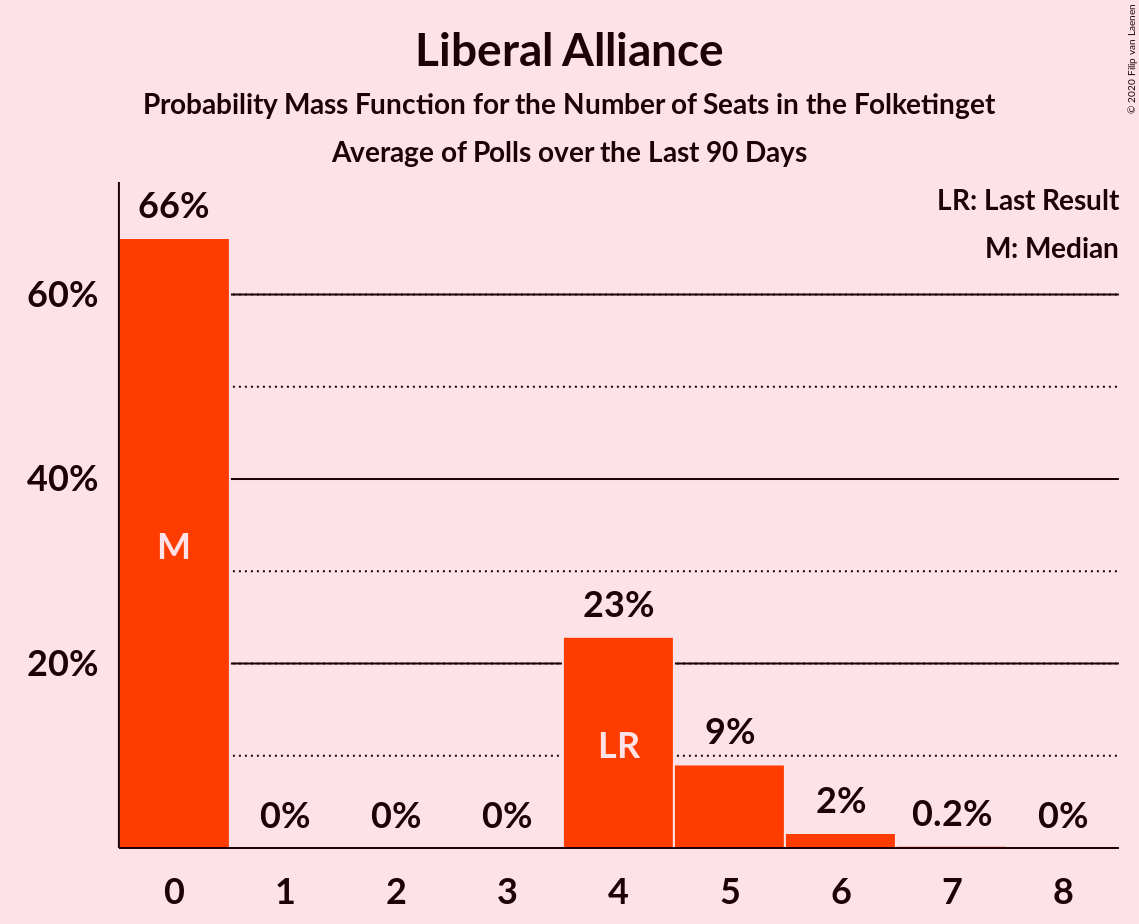 Liberal Alliance
Probability Mass Function for the Number of Seats in the Folketinget
Average of Polls over the Last 90 Days
© 2020 Filip van Laenen
LR: Last Result
M: Median
66%
60%
40%
20%
M
0%
0%
0%
23%
LR
9%
2%
0.2%
0%
0 1 2 3 4 5 6 7 8